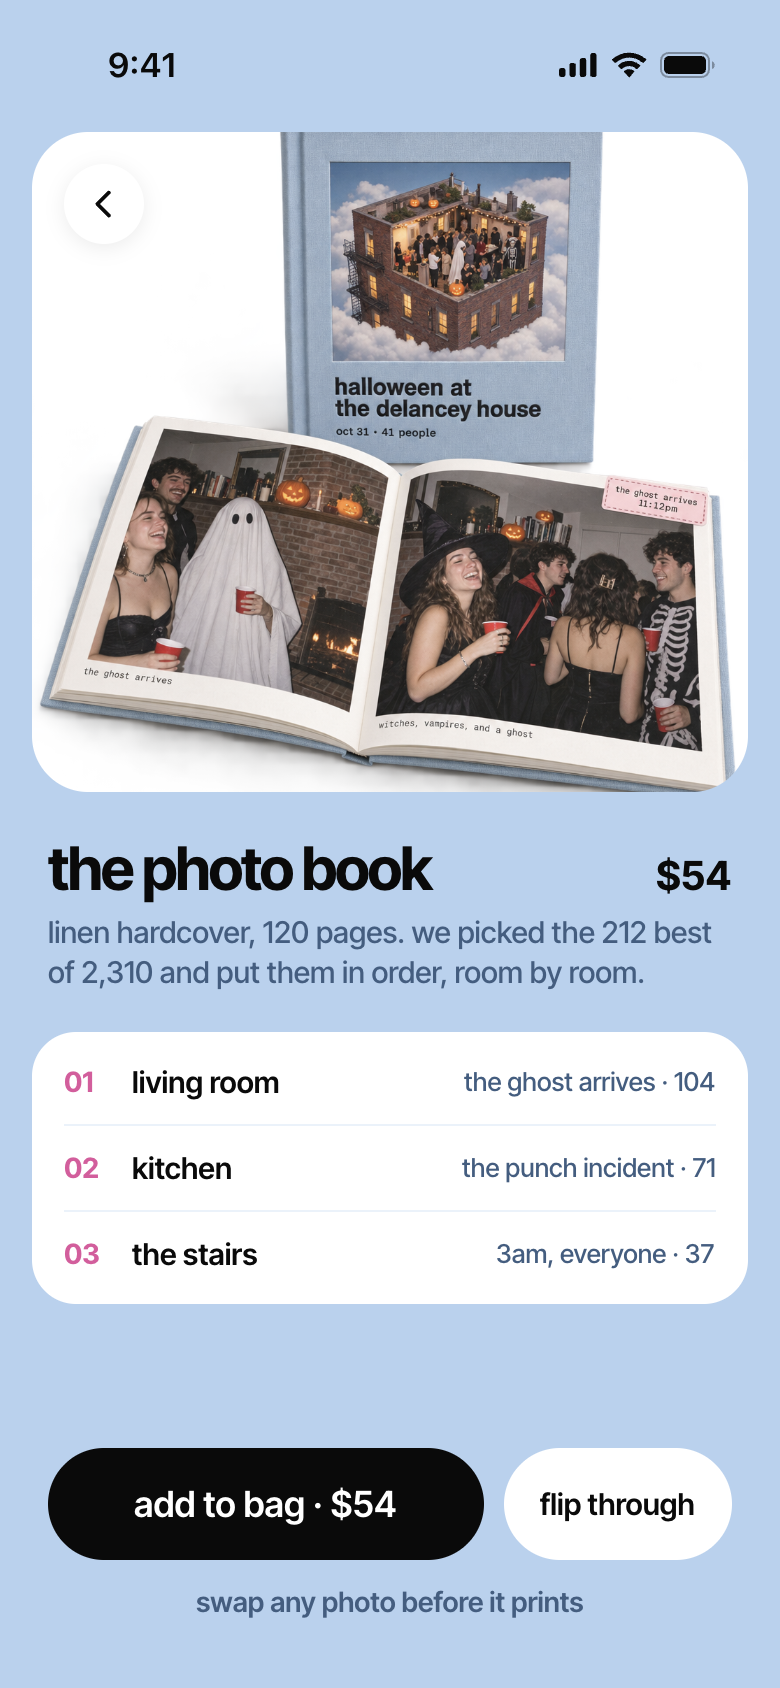 9:41
halloween at
the delancey house
oct 31 • 41 people
the ghost arrives
11:12pm
the ghost arrives
witches, vampires, and a ghost
the photo book
$54
linen hardcover, 120 pages. we picked the 212 best
of 2,310 and put them in order, room by room.
01 living room the ghost arrives · 104
02 kitchen the punch incident · 71
03 the stairs 3am, everyone · 37
add to bag · $54
flip through
swap any photo before it prints